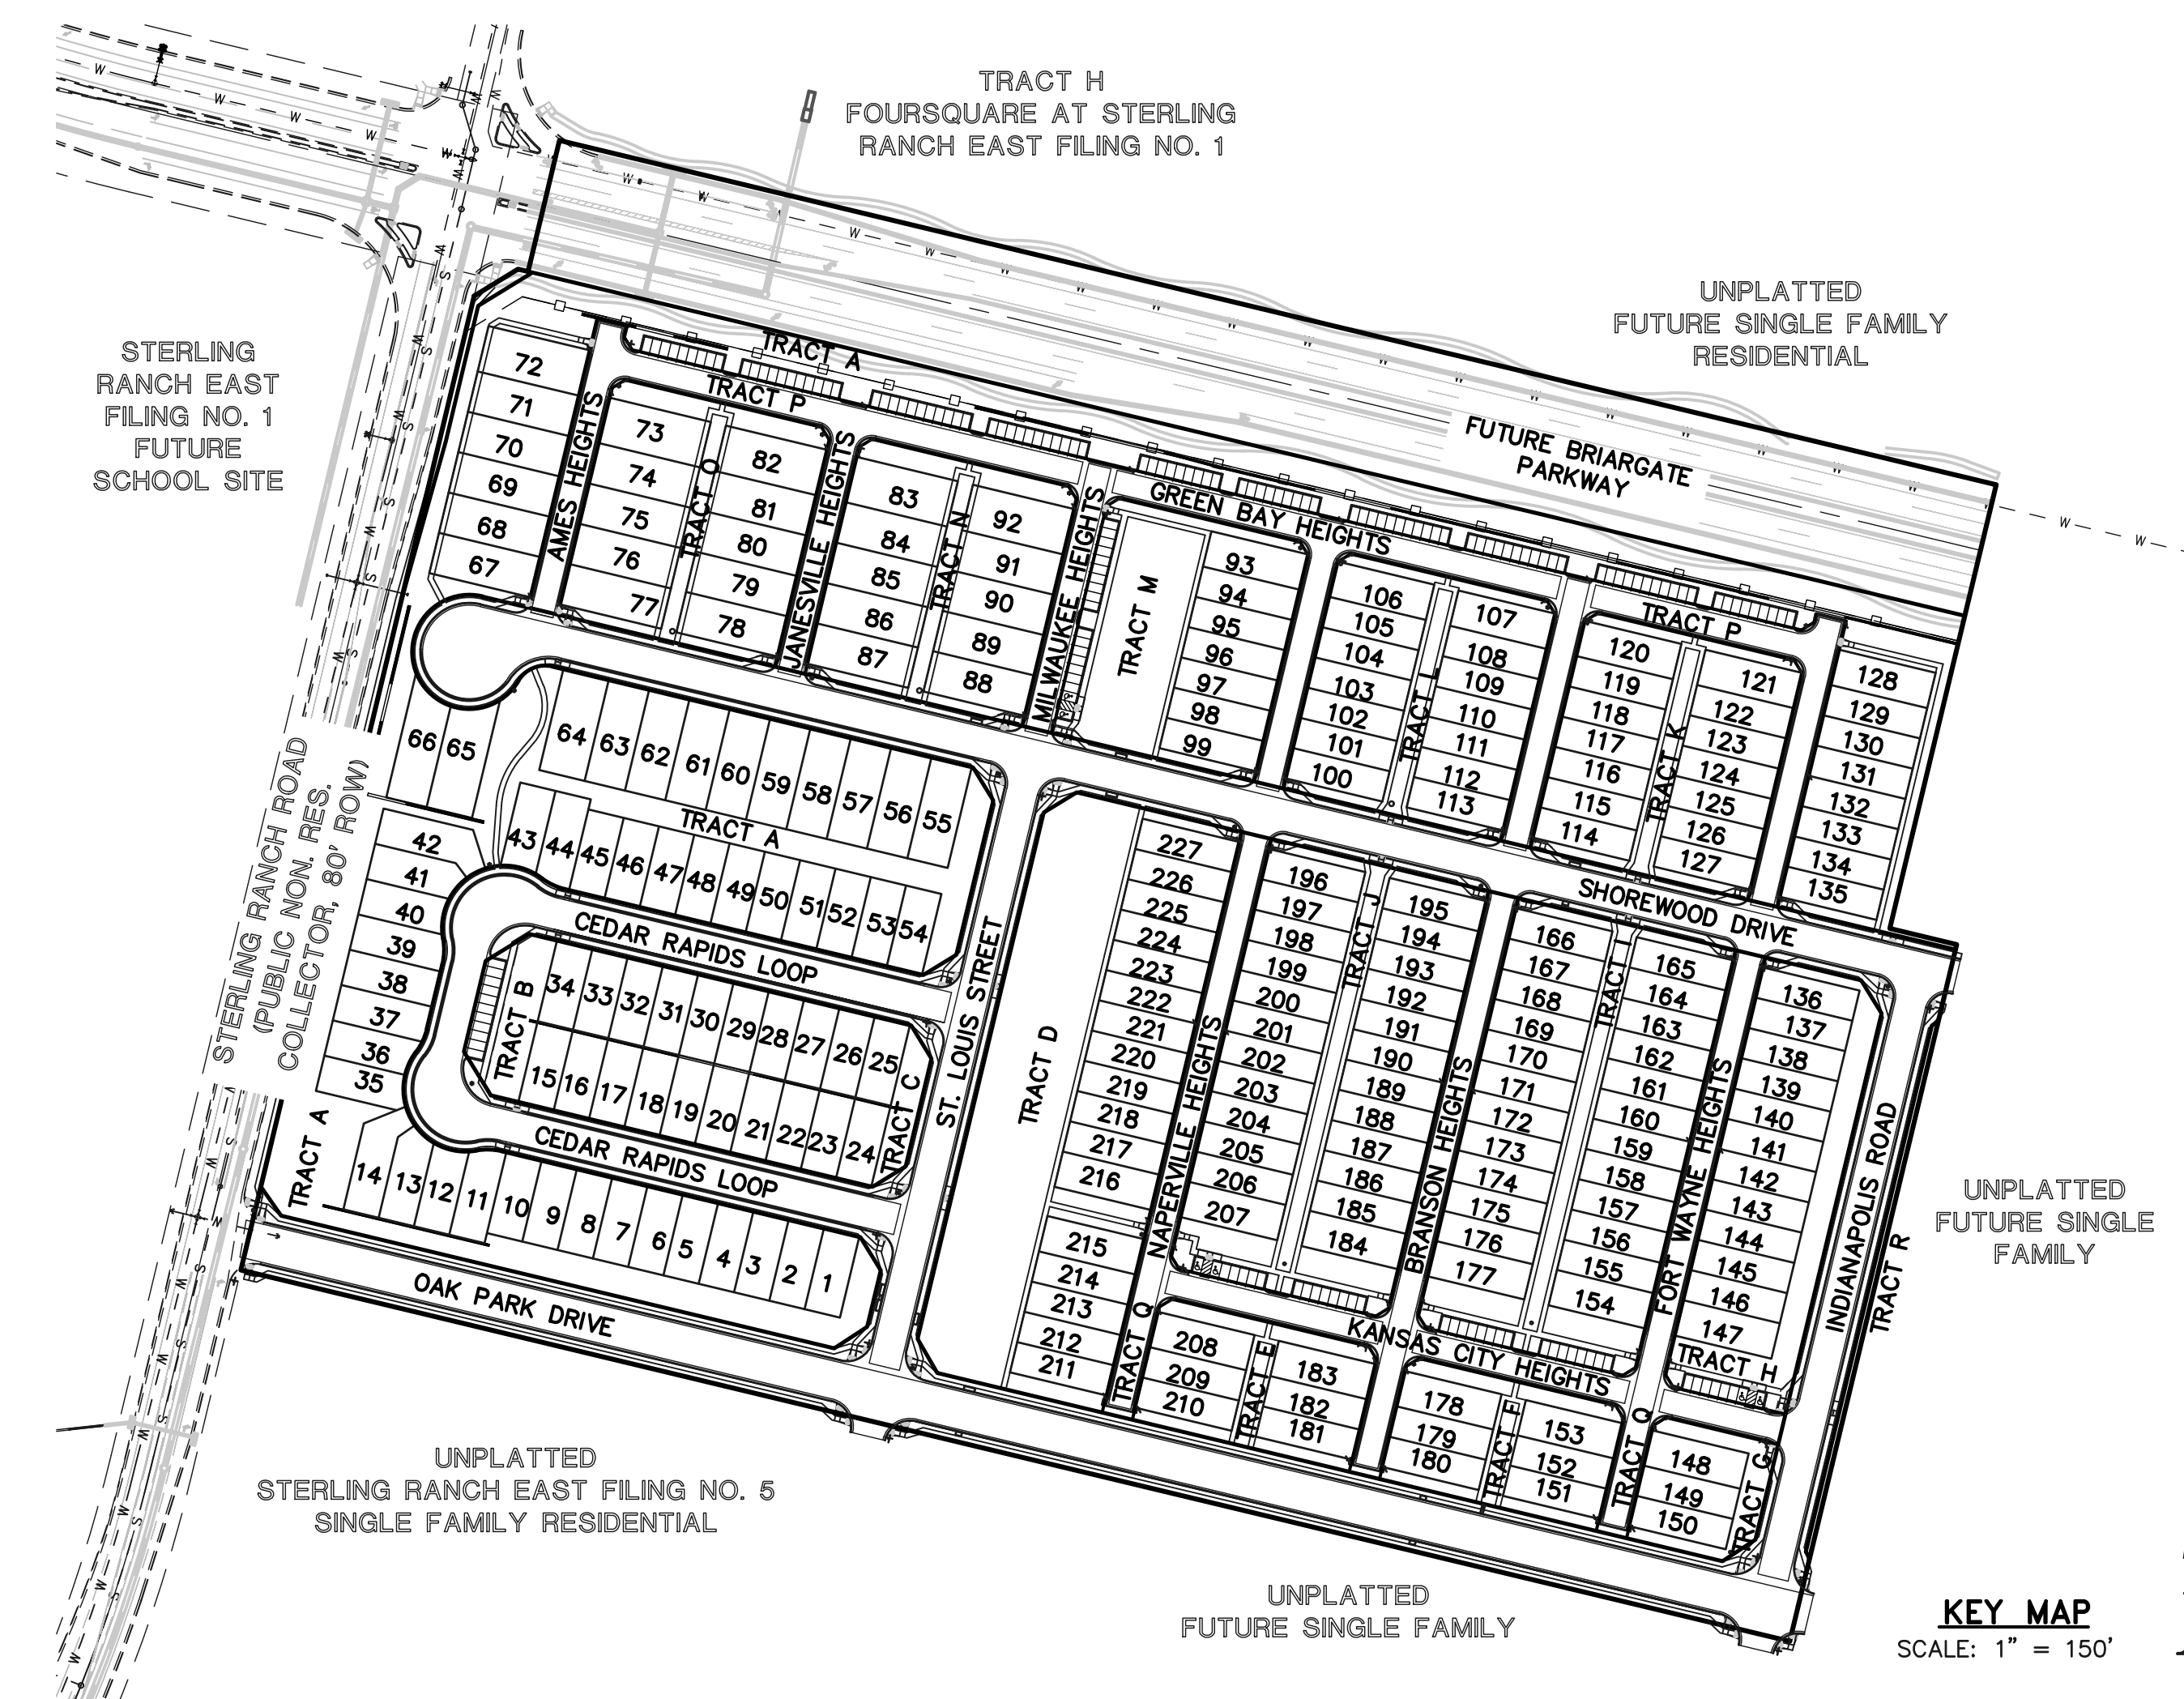 TRACT H
FOURSQUARE AT STERLING
RANCH EAST FILING NO. 1
UNPLATTED
FUTURE SINGLE FAMILY
RESIDENTIAL
STERLING
RANCH EAST
FILING NO. 1
FUTURE
SCHOOL SITE
FUTURE BRIARGATE
PARKWAY
TRACT A
TRACT P
GREEN BAY HEIGHTS
TRACT P
72
71
70
69
68
67
AMES HEIGHTS
73
74
75
76
77
TRACT O
82
81
80
79
78
JANESVILLE HEIGHTS
83
84
85
86
87
TRACT N
92
91
90
89
88
MILWAUKEE HEIGHTS
TRACT M
93
94
95
96
97
98
99
106
105
104
103
102
101
100
TRACT L
107
108
109
110
111
112
113
120
119
118
117
116
115
114
TRACT K
121
122
123
124
125
126
127
128
129
130
131
132
133
134
135
SHOREWOOD DRIVE
STERLING RANCH ROAD
(PUBLIC NON. RES.
COLLECTOR, 80' ROW)
66 65
64 63 62 61 60 59 58 57 56 55
TRACT A
43 44 45 46 47 48 49 50 51 52 53 54
CEDAR RAPIDS LOOP
42
41
40
39
38
37
36
35
TRACT B
34 33 32 31 30 29 28 27 26 25
15 16 17 18 19 20 21 22 23 24
TRACT C
CEDAR RAPIDS LOOP
TRACT A
14 13 12 11 10 9 8 7 6 5 4 3 2 1
OAK PARK DRIVE
ST. LOUIS STREET
TRACT D
227
226
225
224
223
222
221
220
219
218
217
216
215
214
213
212
211
NAPERVILLE HEIGHTS
TRACT Q
196
197
198
199
200
201
202
203
204
205
206
207
TRACT J
195
194
193
192
191
190
189
188
187
186
185
184
BRANSON HEIGHTS
166
167
168
169
170
171
172
173
174
175
176
177
TRACT I
165
164
163
162
161
160
159
158
157
156
155
154
FORT WAYNE HEIGHTS
136
137
138
139
140
141
142
143
144
145
146
147
TRACT H
INDIANAPOLIS ROAD
TRACT R
KANSAS CITY HEIGHTS
208
209
210
TRACT E
183
182
181
178
179
180
TRACT F
153
152
151
TRACT Q
148
149
150
TRACT G
UNPLATTED
FUTURE SINGLE
FAMILY
UNPLATTED
STERLING RANCH EAST FILING NO. 5
SINGLE FAMILY RESIDENTIAL
UNPLATTED
FUTURE SINGLE FAMILY
KEY MAP
SCALE: 1" = 150'